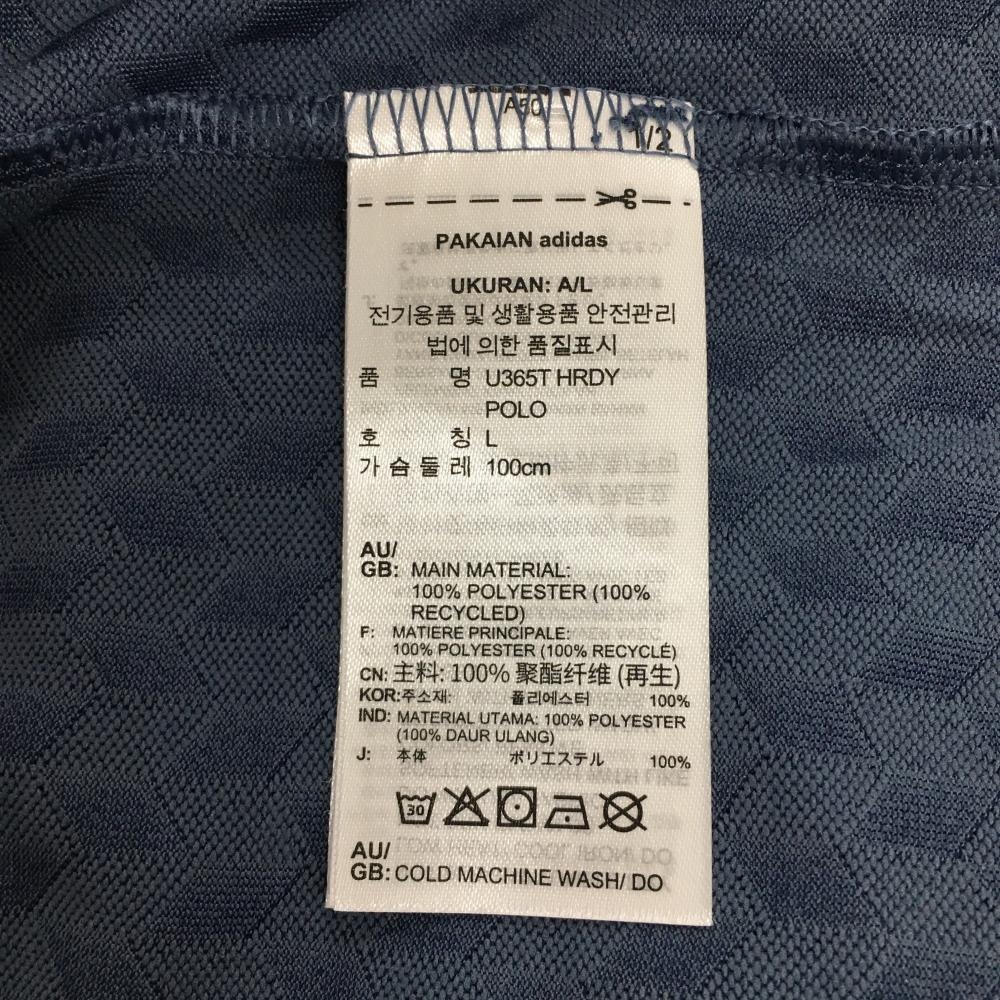 A50
1/2
PAKAIAN adidas
UKURAN: A/L
전기용품 및 생활용품 안전관리
법에 의한 품질표시
품 명 U365T HRDY
POLO
호 칭 L
가 슴 둘 레 100cm
AU/
GB: MAIN MATERIAL:
100% POLYESTER (100%
RECYCLED)
F: MATIERE PRINCIPALE:
100% POLYESTER (100% RECYCLÉ)
CN: 主料: 100% 聚酯纤维 (再生)
KOR:주소재: 폴리에스터 100%
IND: MATERIAL UTAMA: 100% POLYESTER
(100% DAUR ULANG)
J: 本体 ポリエステル 100%
30
AU/
GB: COLD MACHINE WASH/ DO